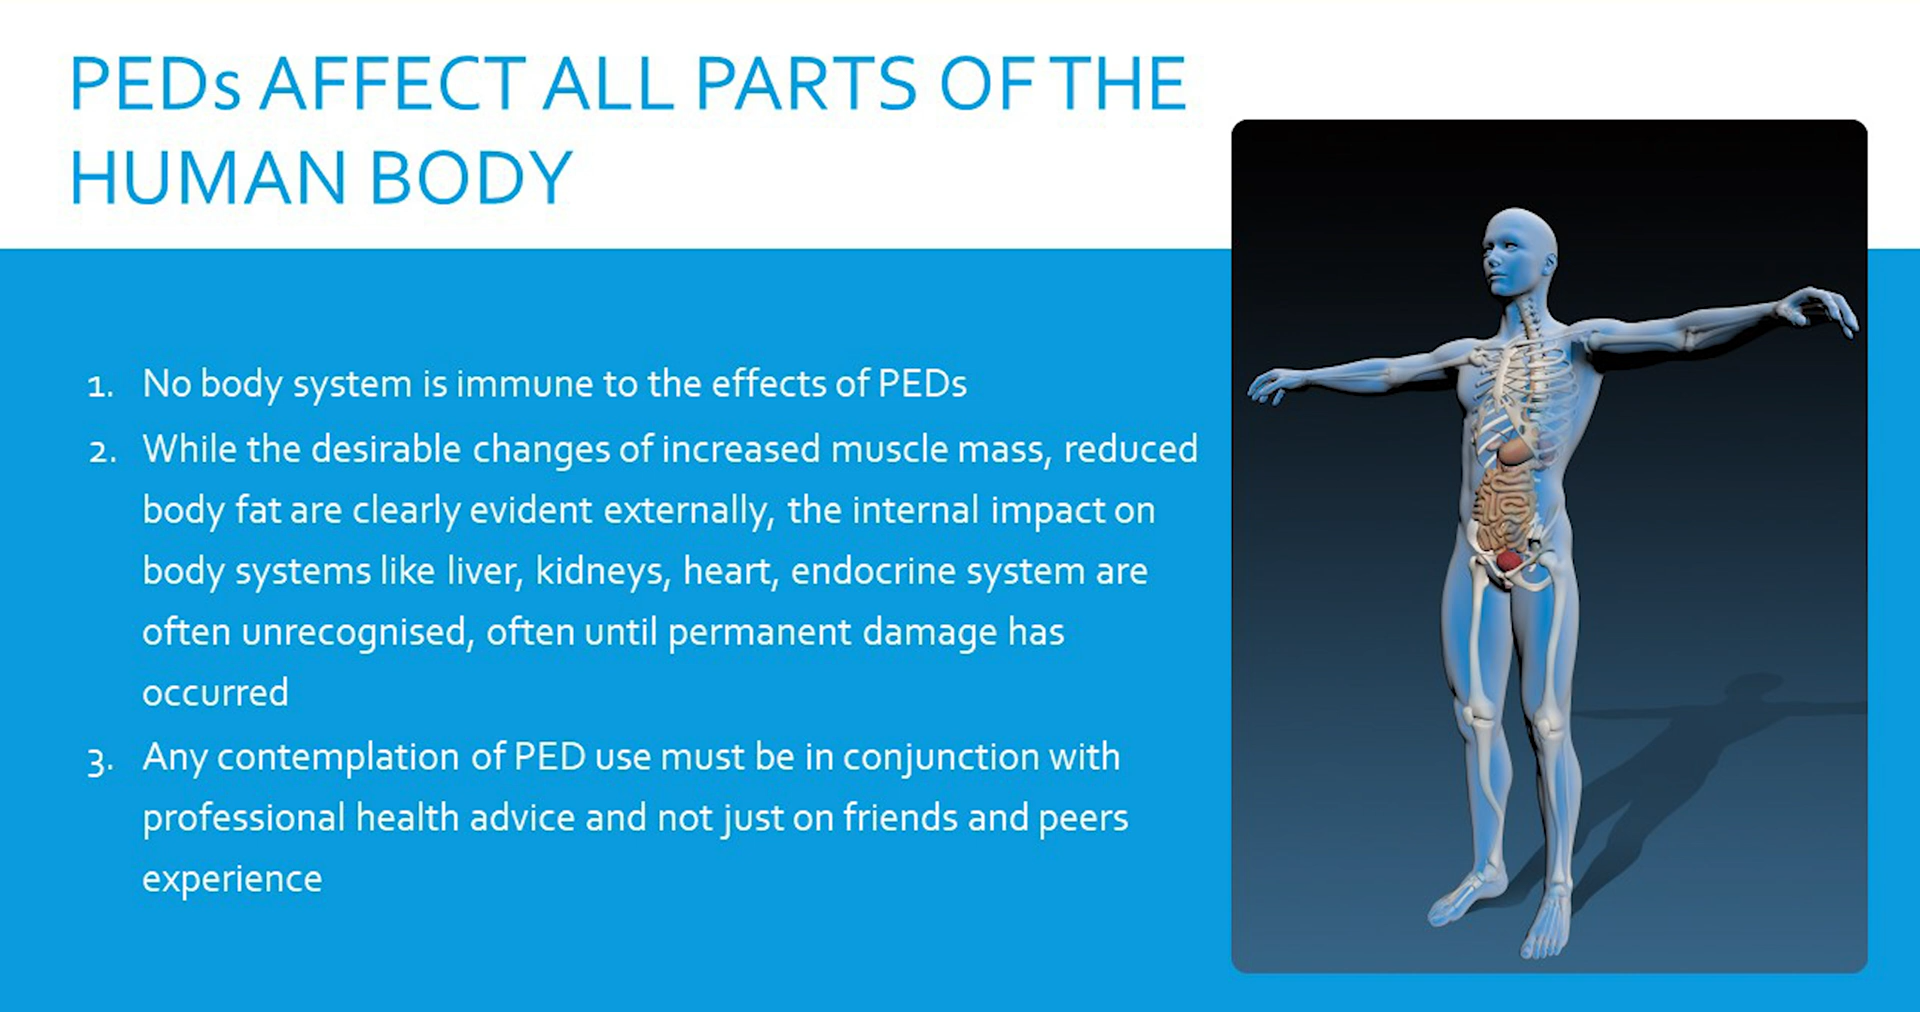 PEDs AFFECT ALL PARTS OF THE
HUMAN BODY
1. No body system is immune to the effects of PEDs
2. While the desirable changes of increased muscle mass, reduced
body fat are clearly evident externally, the internal impact on
body systems like liver, kidneys, heart, endocrine system are
often unrecognised, often until permanent damage has
occurred
3. Any contemplation of PED use must be in conjunction with
professional health advice and not just on friends and peers
experience